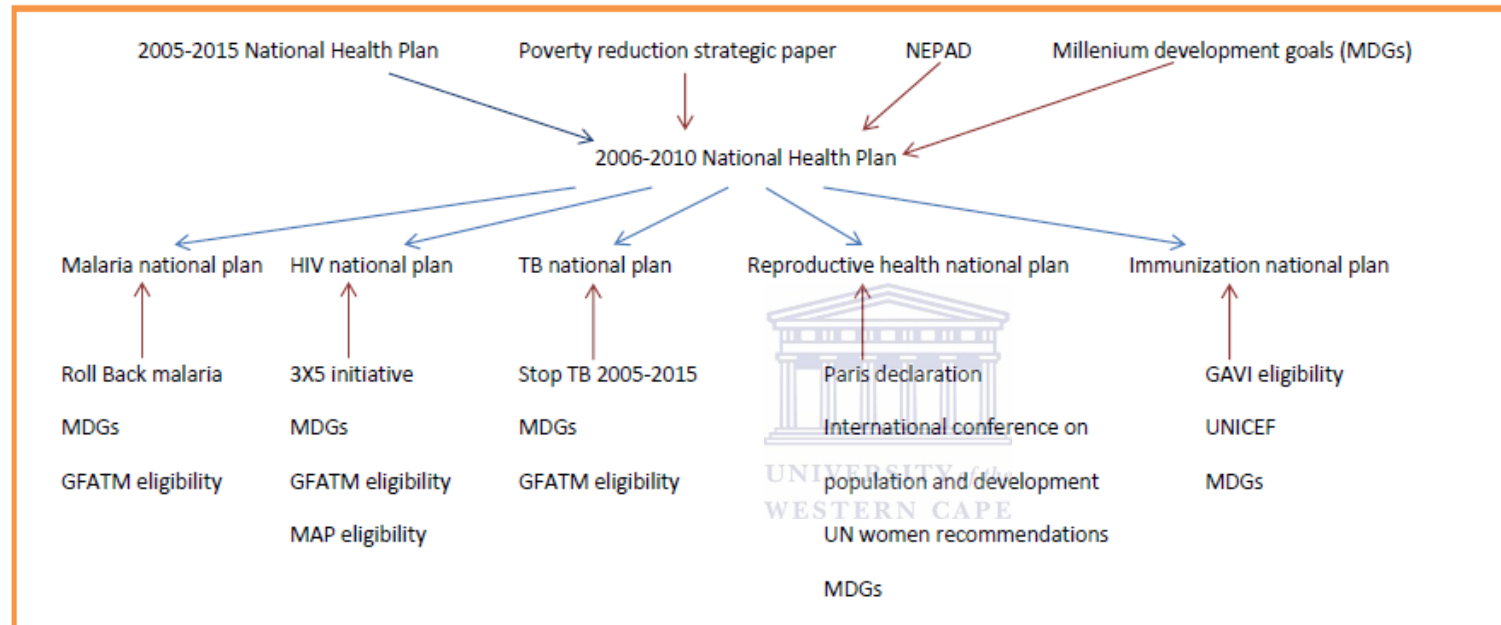 2005-2015 National Health Plan
Poverty reduction strategic paper
NEPAD
Millenium development goals (MDGs)
2006-2010 National Health Plan
Malaria national plan
HIV national plan
TB national plan
Reproductive health national plan
Immunization national plan
Roll Back malaria
MDGs
GFATM eligibility
3X5 initiative
MDGs
GFATM eligibility
MAP eligibility
Stop TB 2005-2015
MDGs
GFATM eligibility
Paris declaration
International conference on
population and development
UN women recommendations
MDGs
GAVI eligibility
UNICEF
MDGs
UNIVERSITY of the
WESTERN CAPE